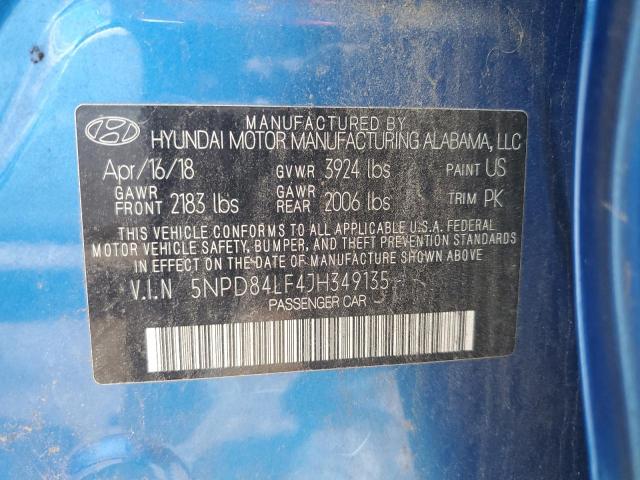 MANUFACTURED BY
HYUNDAI MOTOR MANUFACTURING ALABAMA, LLC
Apr/16/18 GVWR 3924 lbs PAINT US
GAWR FRONT 2183 lbs GAWR REAR 2006 lbs TRIM PK
THIS VEHICLE CONFORMS TO ALL APPLICABLE U.S.A. FEDERAL
MOTOR VEHICLE SAFETY, BUMPER, AND THEFT PREVENTION STANDARDS
IN EFFECT ON THE DATE OF MANUFACTURE SHOWN ABOVE.
V.I.N 5NPD84LF4JH349135
PASSENGER CAR